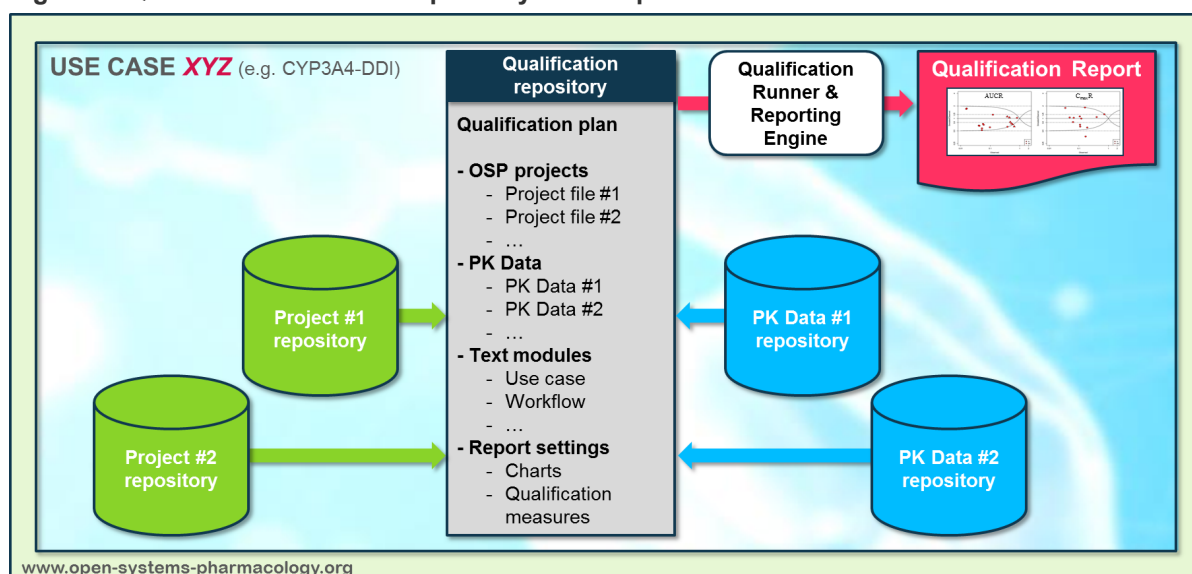 USE CASE XYZ (e.g. CYP3A4-DDI)
Qualification
repository
Qualification plan
- OSP projects
- Project file #1
- Project file #2
- …
- PK Data
- PK Data #1
- PK Data #2
- …
- Text modules
- Use case
- Workflow
- …
- Report settings
- Charts
- Qualification
measures
Qualification
Runner &
Reporting
Engine
Qualification Report
AUCR
CmaxR
Project #1
repository
Project #2
repository
PK Data #1
repository
PK Data #2
repository
www.open-systems-pharmacology.org